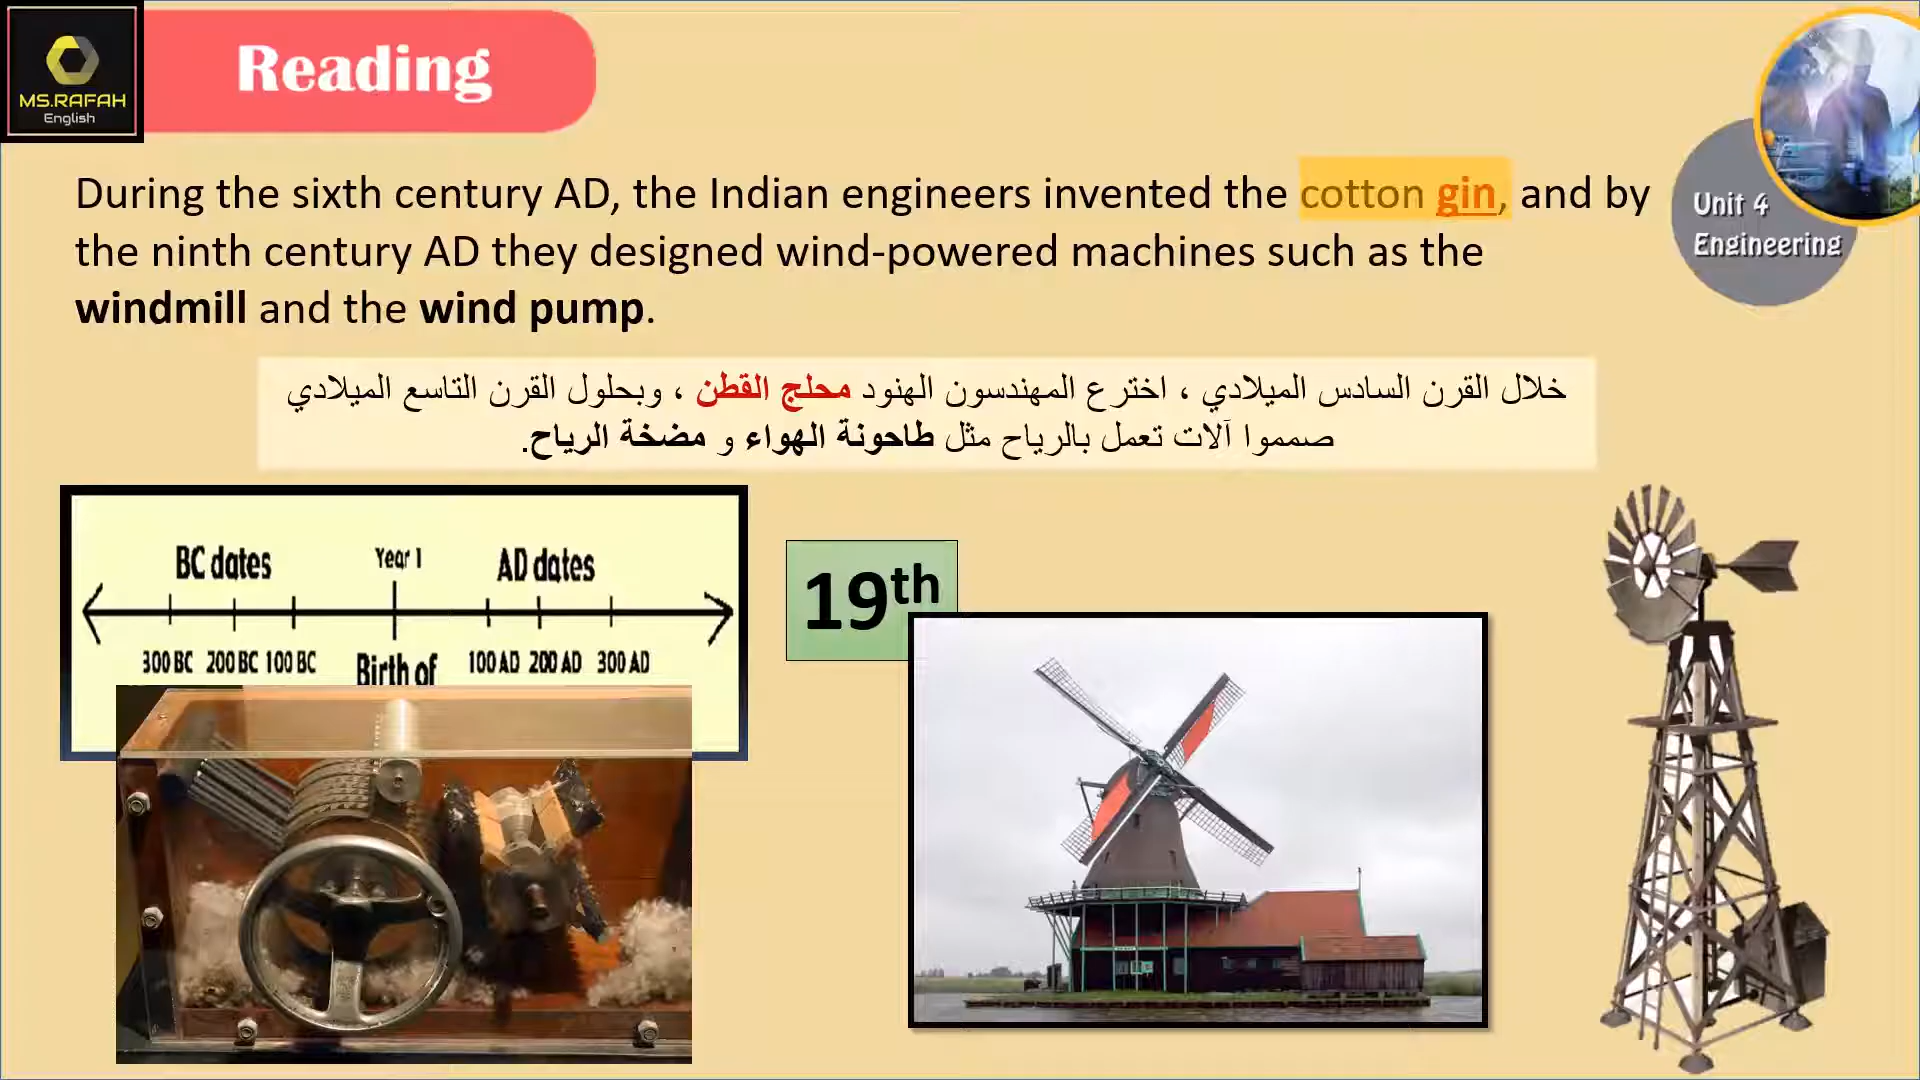 MS.RAFAH
English
Reading
During the sixth century AD, the Indian engineers invented the cotton gin, and by
the ninth century AD they designed wind-powered machines such as the
windmill and the wind pump.
Unit 4
Engineering
خلال القرن السادس الميلادي ، اخترع المهندسون الهنود محلج القطن ، وبحلول القرن التاسع الميلادي
صمموا آلات تعمل بالرياح مثل طاحونة الهواء و مضخة الرياح.
BC dates Year 1 AD dates
300 BC 200 BC 100 BC Birth of 100 AD 200 AD 300 AD
19th